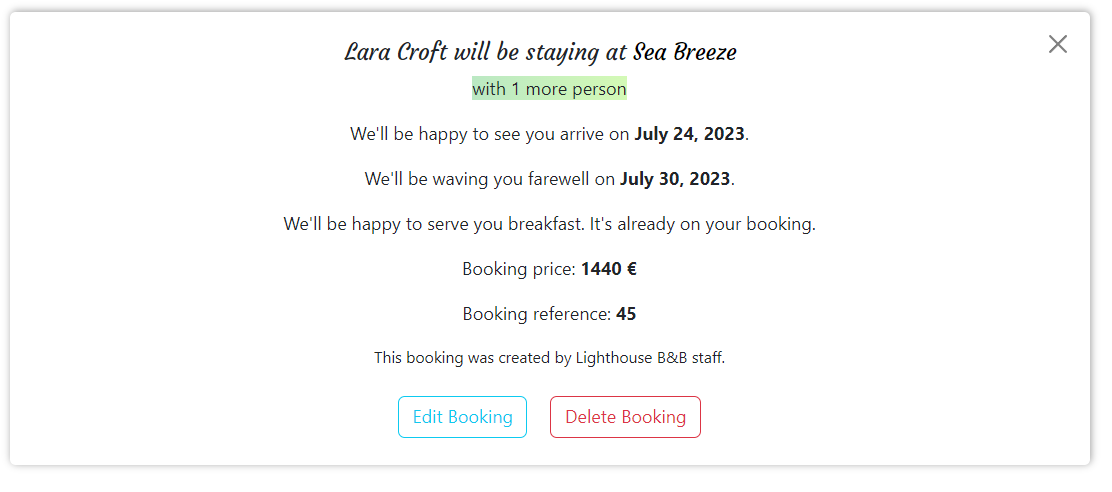 Lara Croft will be staying at Sea Breeze
with 1 more person
We'll be happy to see you arrive on July 24, 2023.
We'll be waving you farewell on July 30, 2023.
We'll be happy to serve you breakfast. It's already on your booking.
Booking price: 1440 €
Booking reference: 45
This booking was created by Lighthouse B&B staff.
Edit Booking
Delete Booking